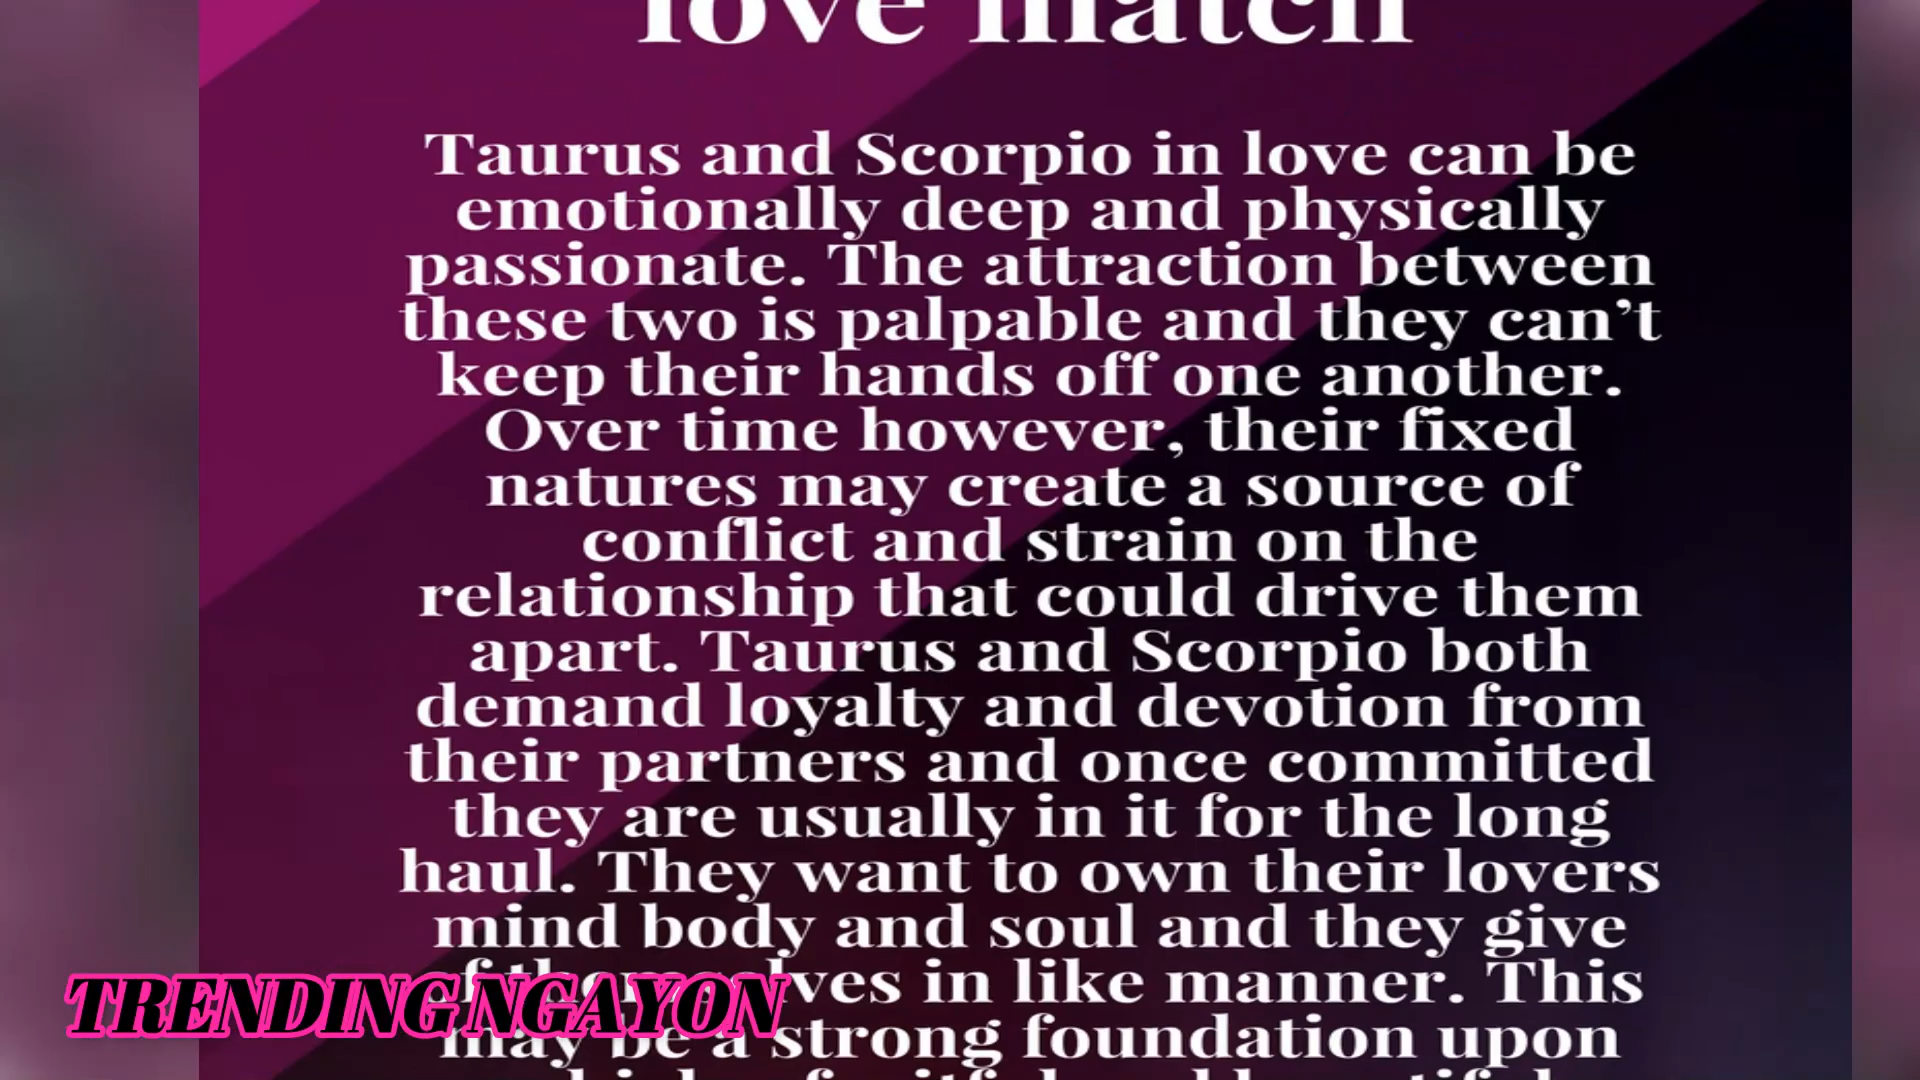 love match
Taurus and Scorpio in love can be
emotionally deep and physically
passionate. The attraction between
these two is palpable and they can’t
keep their hands off one another.
Over time however, their fixed
natures may create a source of
conflict and strain on the
relationship that could drive them
apart. Taurus and Scorpio both
demand loyalty and devotion from
their partners and once committed
they are usually in it for the long
haul. They want to own their lovers
mind body and soul and they give
of themselves in like manner. This
may be a strong foundation upon
TRENDING NGAYON